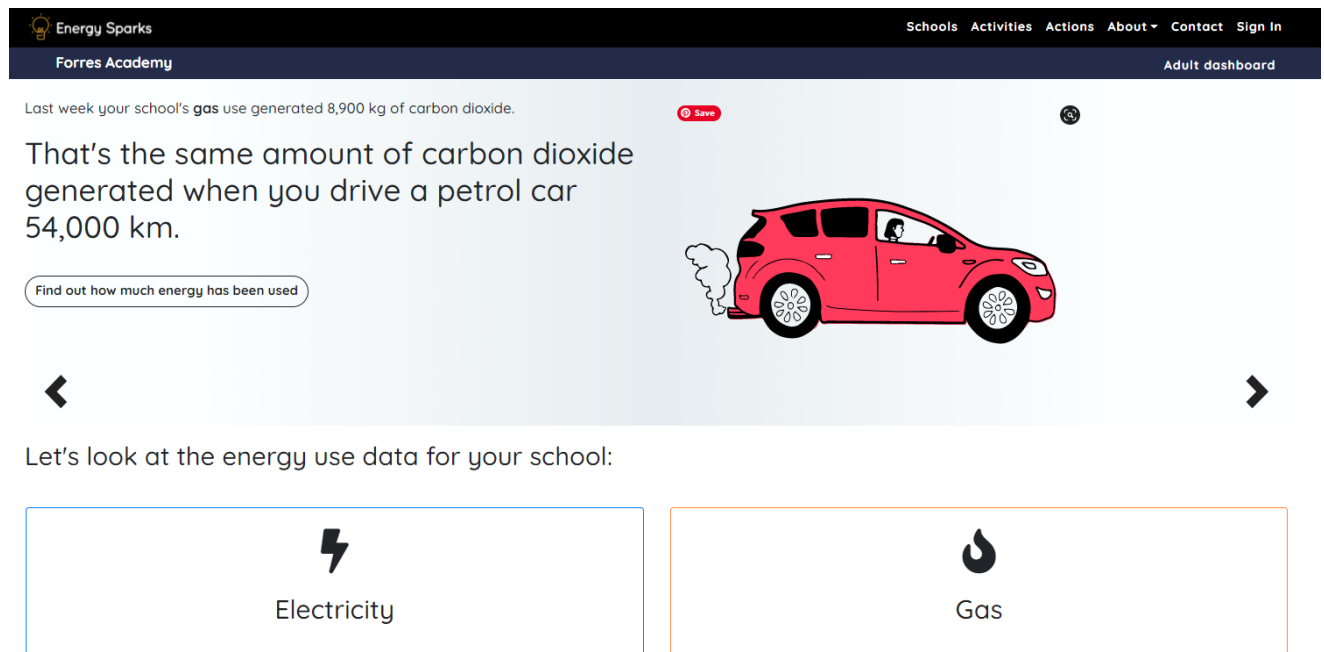 Energy Sparks
Schools Activities Actions About Contact Sign In
Forres Academy
Adult dashboard
Last week your school's gas use generated 8,900 kg of carbon dioxide.
Save
That's the same amount of carbon dioxide
generated when you drive a petrol car
54,000 km.
Find out how much energy has been used
Let's look at the energy use data for your school:
Electricity
Gas